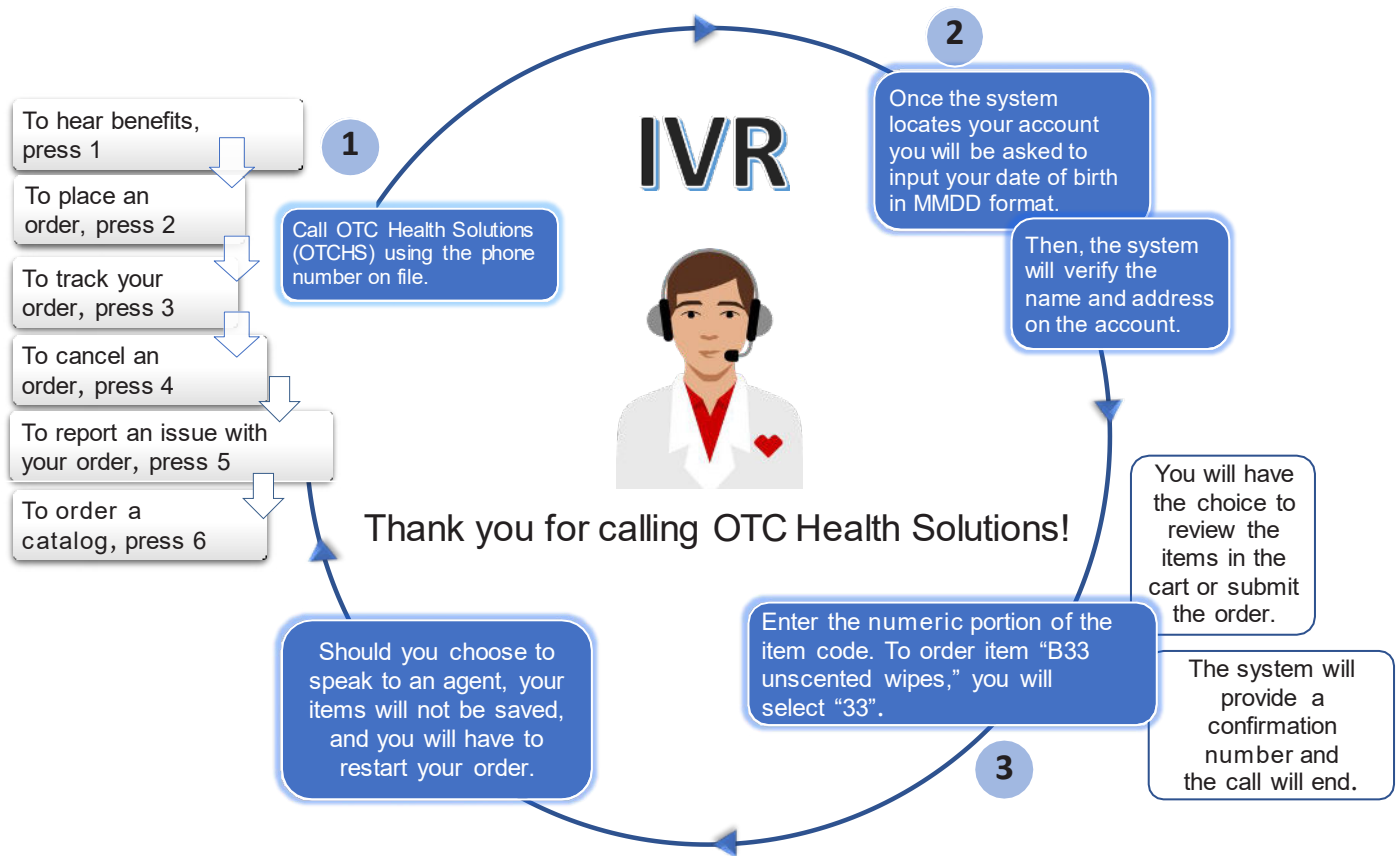 IVR
1
To hear benefits,
press 1
To place an
order, press 2
To track your
order, press 3
To cancel an
order, press 4
To report an issue with
your order, press 5
To order a
catalog, press 6
Call OTC Health Solutions
(OTCHS) using the phone
number on file.
2
Once the system
locates your account
you will be asked to
input your date of birth
in MMDD format.
Then, the system
will verify the
name and address
on the account.
Thank you for calling OTC Health Solutions!
3
Enter the numeric portion of the
item code. To order item “B33
unscented wipes,” you will
select “33”.
You will have
the choice to
review the
items in the
cart or submit
the order.
The system will
provide a
confirmation
number and
the call will end.
Should you choose to
speak to an agent, your
items will not be saved,
and you will have to
restart your order.